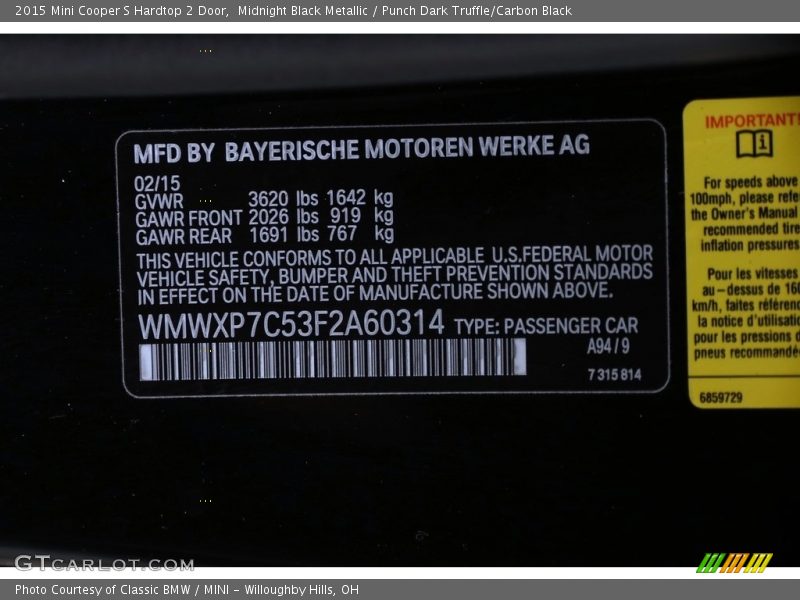 2015 Mini Cooper S Hardtop 2 Door,  Midnight Black Metallic / Punch Dark Truffle/Carbon Black
MFD BY BAYERISCHE MOTOREN WERKE AG
02/15
GVWR 3620 lbs 1642 kg
GAWR FRONT 2026 lbs 919 kg
GAWR REAR 1691 lbs 767 kg
THIS VEHICLE CONFORMS TO ALL APPLICABLE U.S.FEDERAL MOTOR
VEHICLE SAFETY, BUMPER AND THEFT PREVENTION STANDARDS
IN EFFECT ON THE DATE OF MANUFACTURE SHOWN ABOVE.
WMWXP7C53F2A60314 TYPE: PASSENGER CAR
A94/9
7 315 814
IMPORTANT!
For speeds above
100mph, please refe
the Owner's Manual
recommended tire
inflation pressures
Pour les vitesses
au-dessus de 160
km/h, faites référenc
la notice d'utilisatio
pour les pressions d
pneus recommandé
6859729
GTCARLOT.COM
Photo Courtesy of Classic BMW / MINI - Willoughby Hills, OH